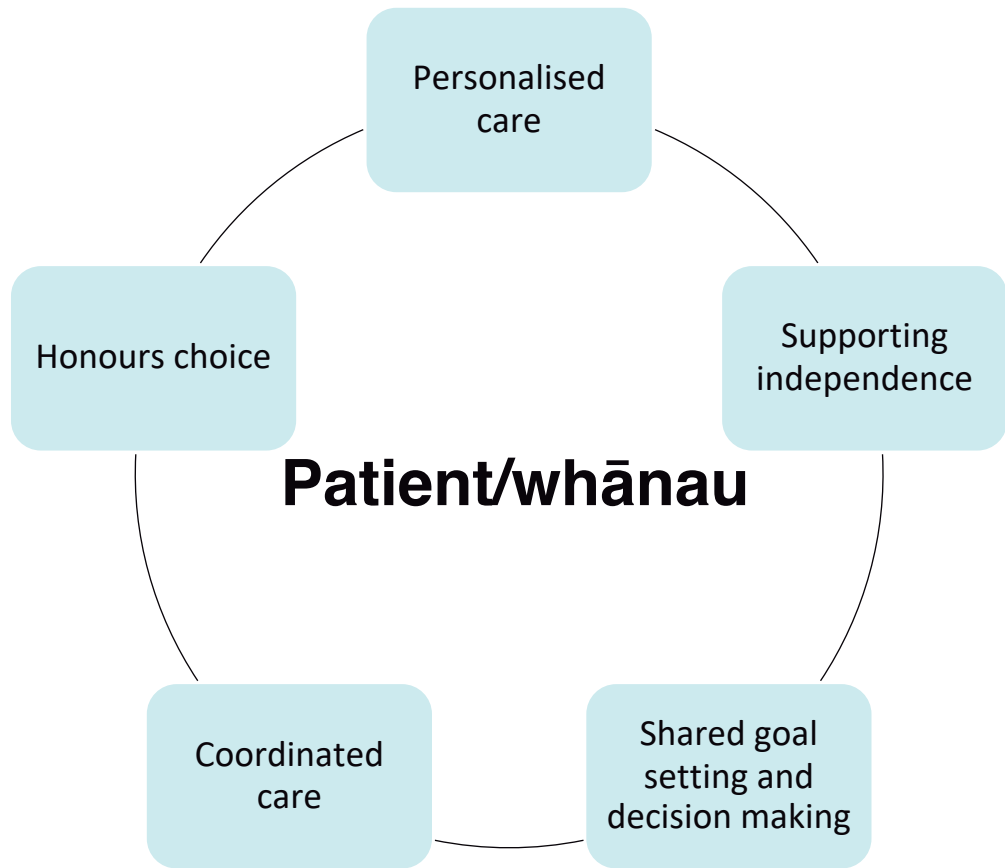 Personalised
care
Supporting
independence
Shared goal
setting and
decision making
Coordinated
care
Honours choice
Patient/whānau